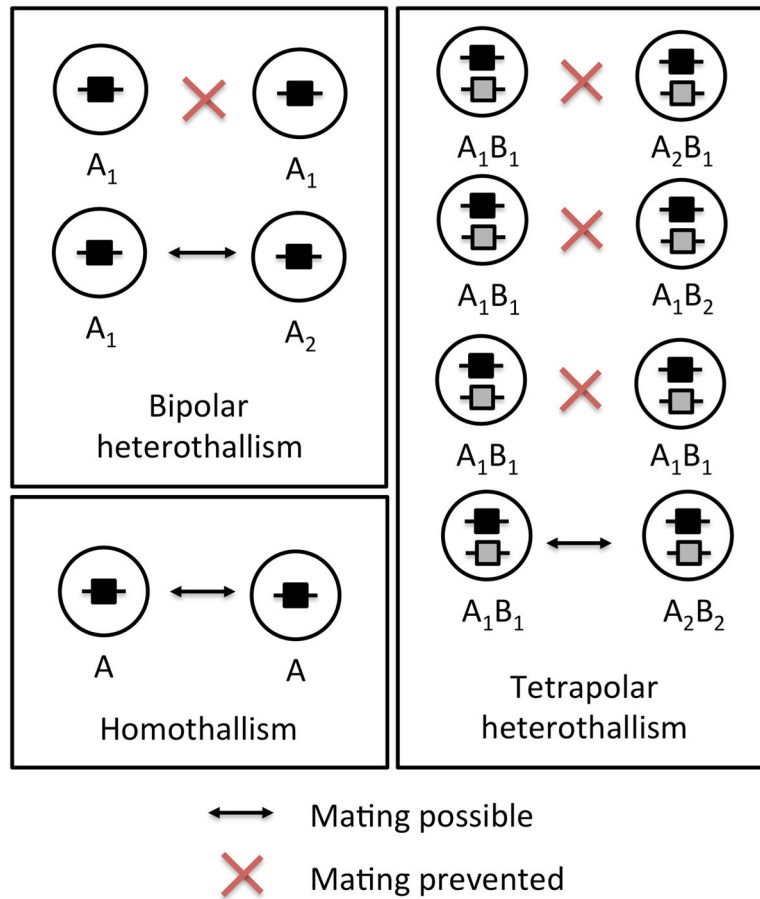 A₁ A₁
A₁ A₂
Bipolar
heterothallism
A A
Homothallism
A₁B₁ A₂B₁
A₁B₁ A₁B₂
A₁B₁ A₁B₁
A₁B₁ A₂B₂
Tetrapolar
heterothallism
Mating possible
Mating prevented